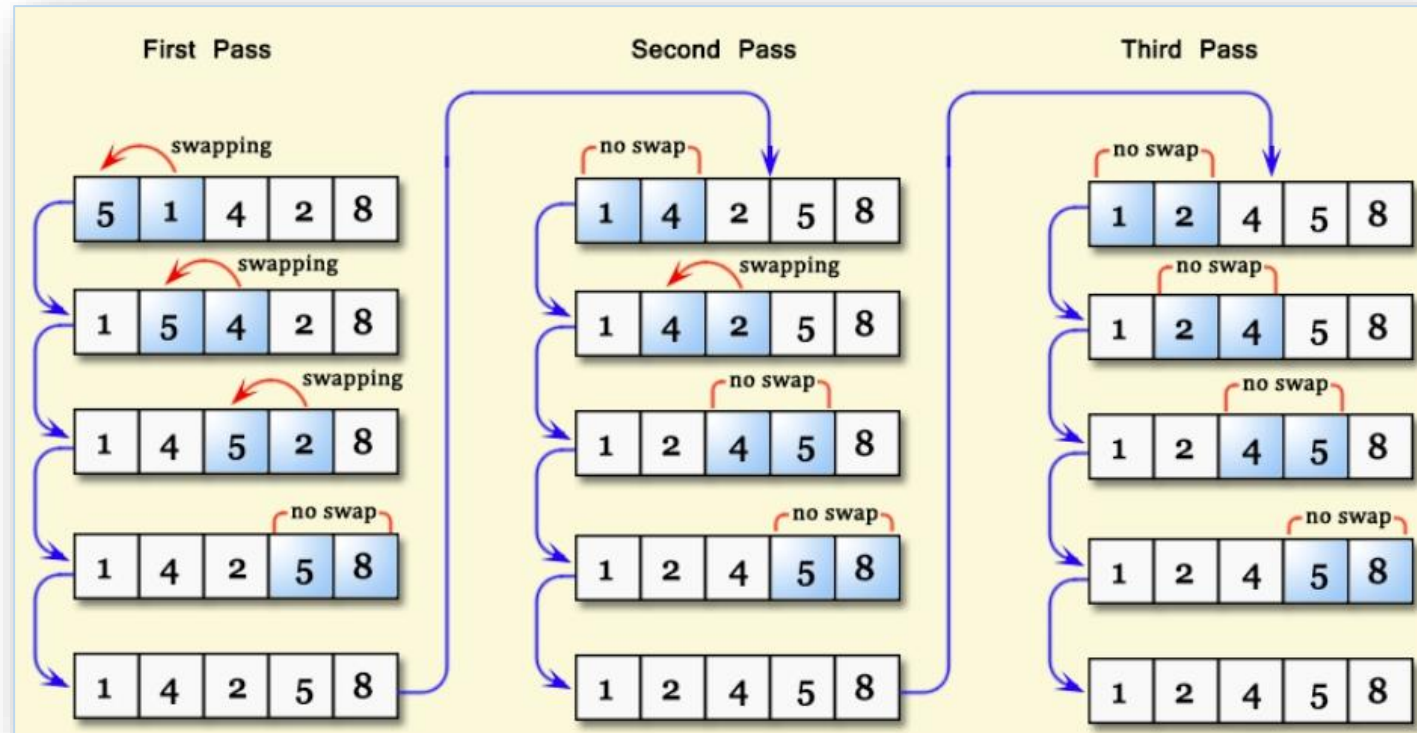 First Pass
swapping
5 1 4 2 8
swapping
1 5 4 2 8
swapping
1 4 5 2 8
no swap
1 4 2 5 8
1 4 2 5 8
Second Pass
no swap
1 4 2 5 8
swapping
1 4 2 5 8
no swap
1 2 4 5 8
no swap
1 2 4 5 8
1 2 4 5 8
Third Pass
no swap
1 2 4 5 8
no swap
1 2 4 5 8
no swap
1 2 4 5 8
no swap
1 2 4 5 8
1 2 4 5 8